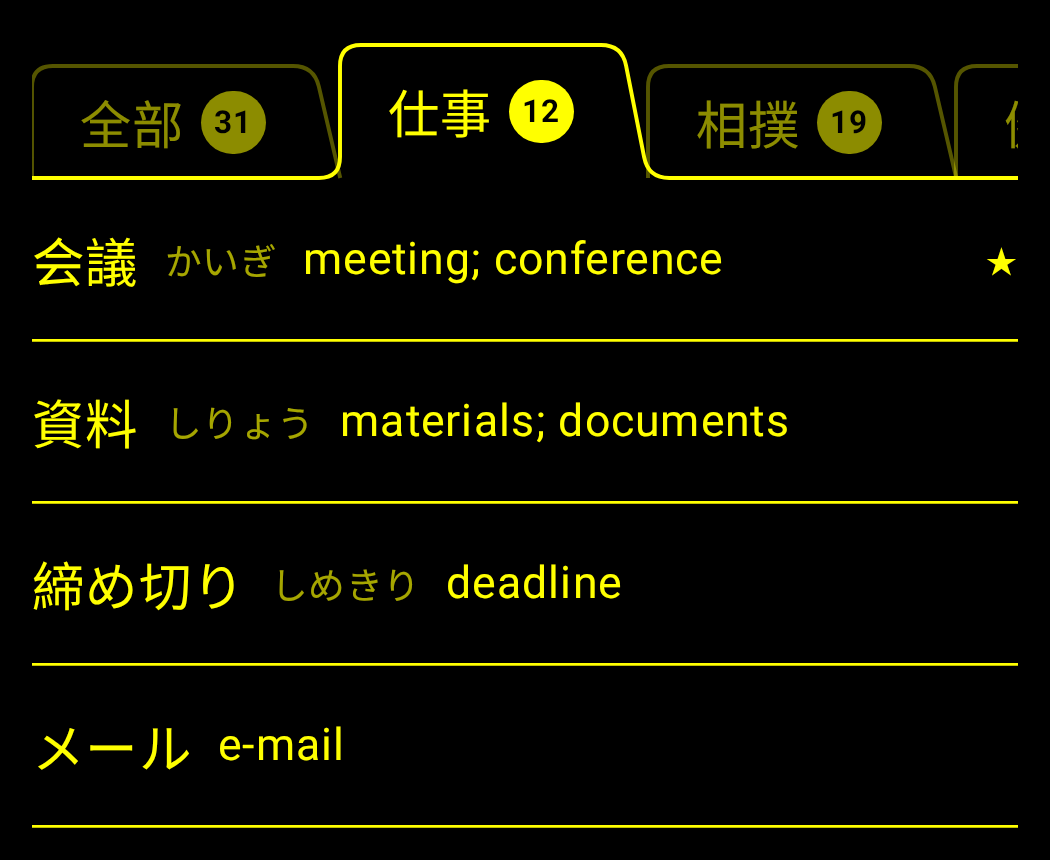 全部 31 仕事 12 相撲 19
会議 かいぎ meeting; conference ★
資料 しりょう materials; documents
締め切り しめきり deadline
メール e-mail